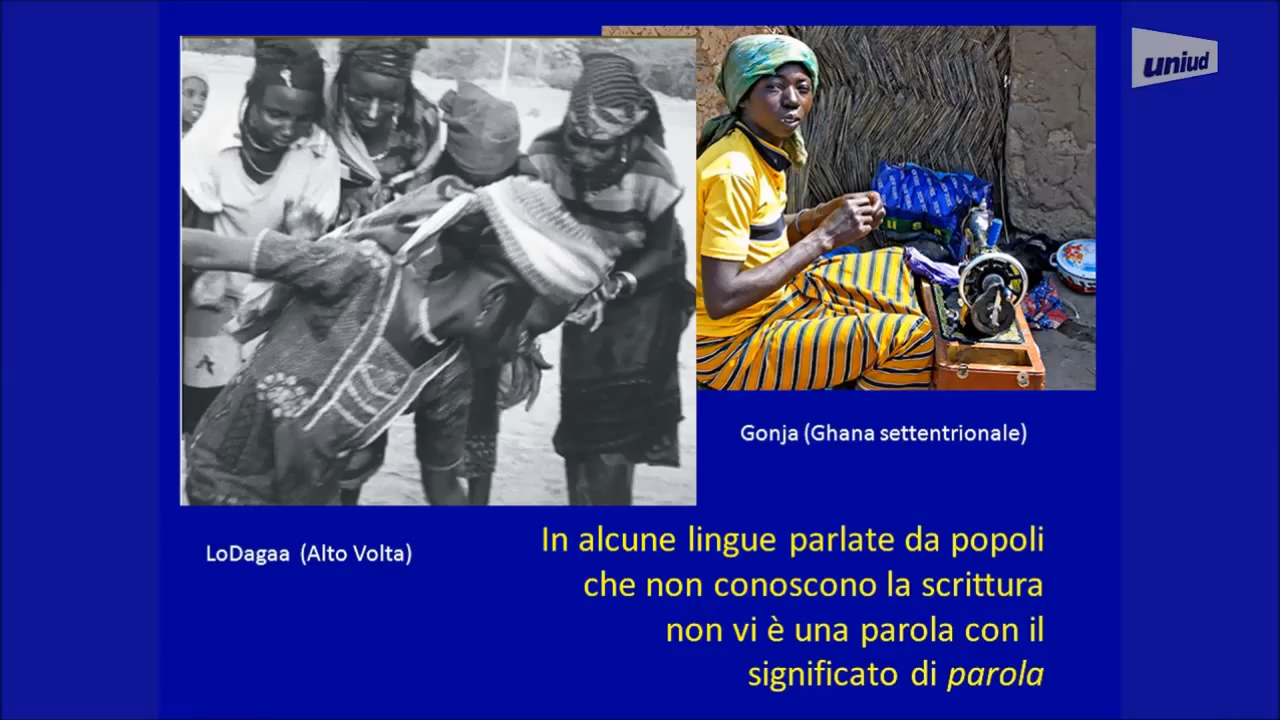 uniud
Gonja (Ghana settentrionale)
LoDagaa (Alto Volta)
In alcune lingue parlate da popoli
che non conoscono la scrittura
non vi è una parola con il
significato di parola